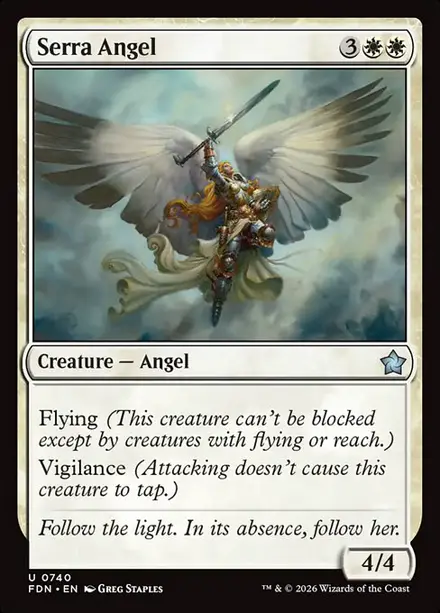 Serra Angel 3
Creature — Angel
Flying (This creature can't be blocked
except by creatures with flying or reach.)
Vigilance (Attacking doesn't cause this
creature to tap.)
Follow the light. In its absence, follow her.
4/4
U 0740
FDN • EN Greg Staples ™ & © 2026 Wizards of the Coast